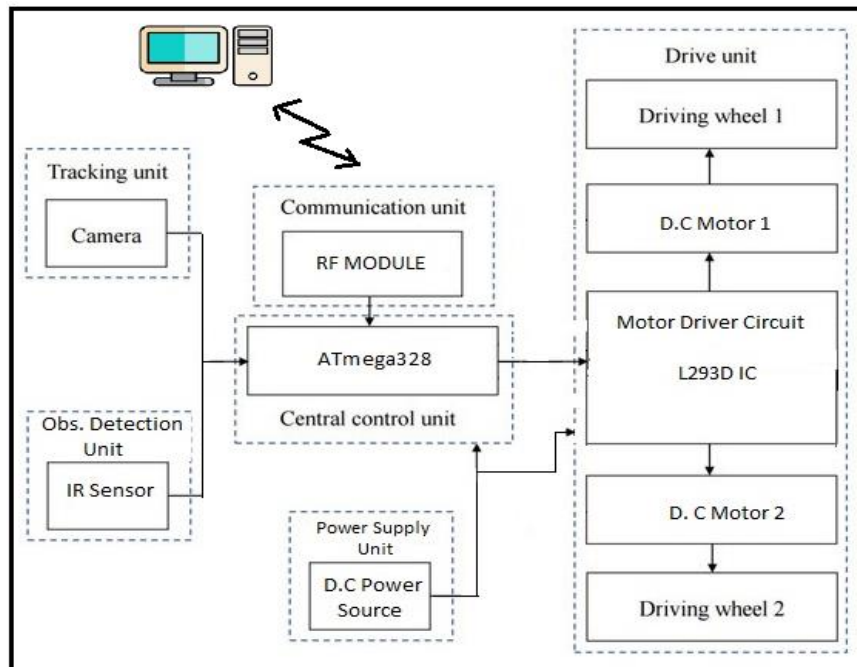 Tracking unit
Camera
Obs. Detection
Unit
IR Sensor
Communication unit
RF MODULE
ATmega328
Central control unit
Power Supply
Unit
D.C Power
Source
Drive unit
Driving wheel 1
D.C Motor 1
Motor Driver Circuit
L293D IC
D. C Motor 2
Driving wheel 2